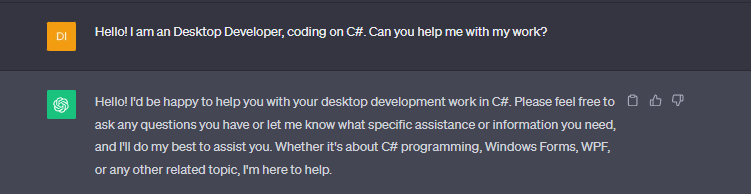 DI
Hello! I am an Desktop Developer, coding on C#. Can you help me with my work?
Hello! I'd be happy to help you with your desktop development work in C#. Please feel free to
ask any questions you have or let me know what specific assistance or information you need,
and I'll do my best to assist you. Whether it's about C# programming, Windows Forms, WPF,
or any other related topic, I'm here to help.